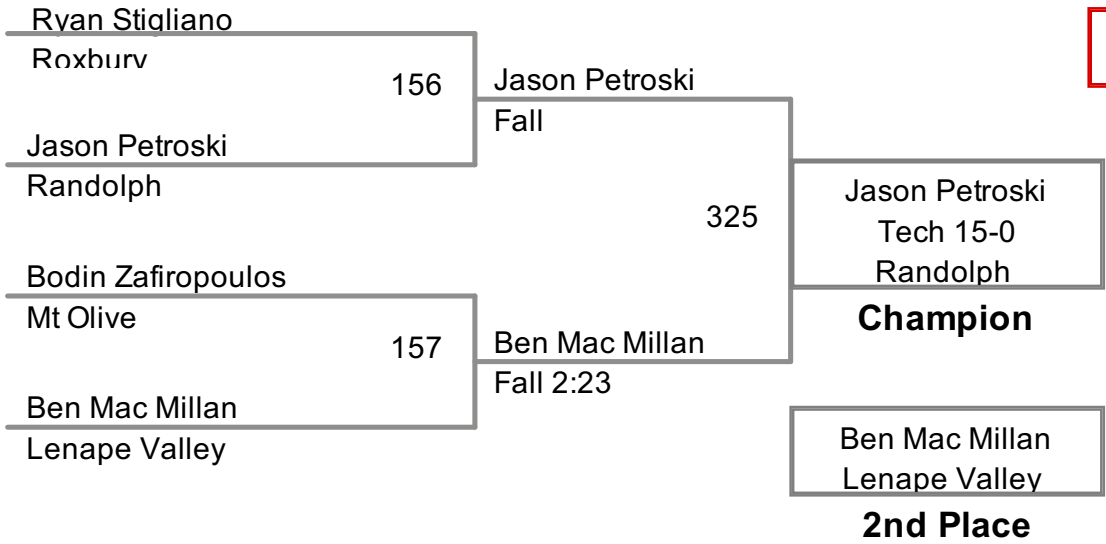 Ryan Stigliano
Roxbury
156
Jason Petroski
Fall
Jason Petroski
Randolph
325
Jason Petroski
Tech 15-0
Randolph
Champion
Bodin Zafiropoulos
Mt Olive
157
Ben Mac Millan
Fall 2:23
Ben Mac Millan
Lenape Valley
Ben Mac Millan
Lenape Valley
2nd Place